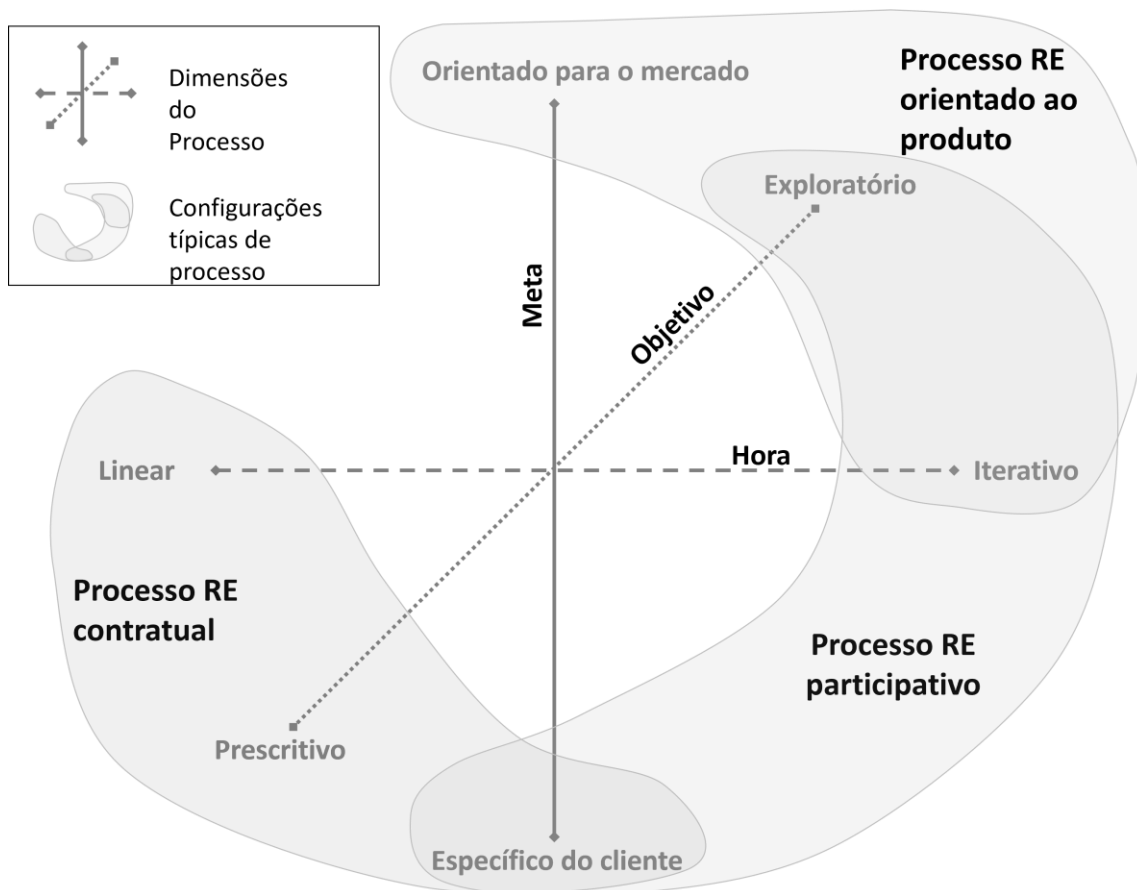 Dimensões
do
Processo
Configurações
típicas de
processo
Orientado para o mercado
Processo RE
orientado ao
produto
Exploratório
Meta
Objetivo
Linear
Hora
Iterativo
Processo RE
contratual
Processo RE
participativo
Prescritivo
Específico do cliente